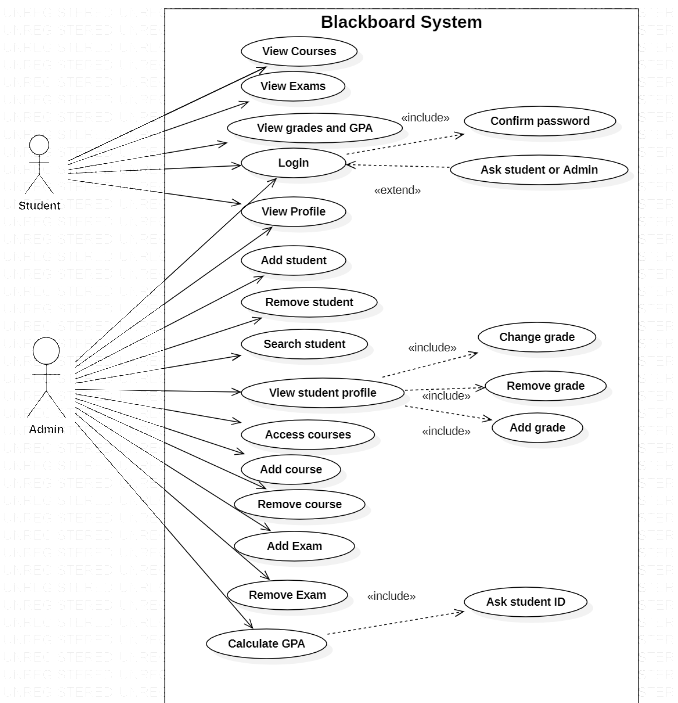 Blackboard System
View Courses
View Exams
View grades and GPA
«include»
Confirm password
Login
Ask student or Admin
«extend»
Student
View Profile
Add student
Remove student
Search student
«include»
Change grade
View student profile
«include»
Remove grade
Admin
Access courses
«include»
Add grade
Add course
Remove course
Add Exam
Remove Exam
«include»
Ask student ID
Calculate GPA